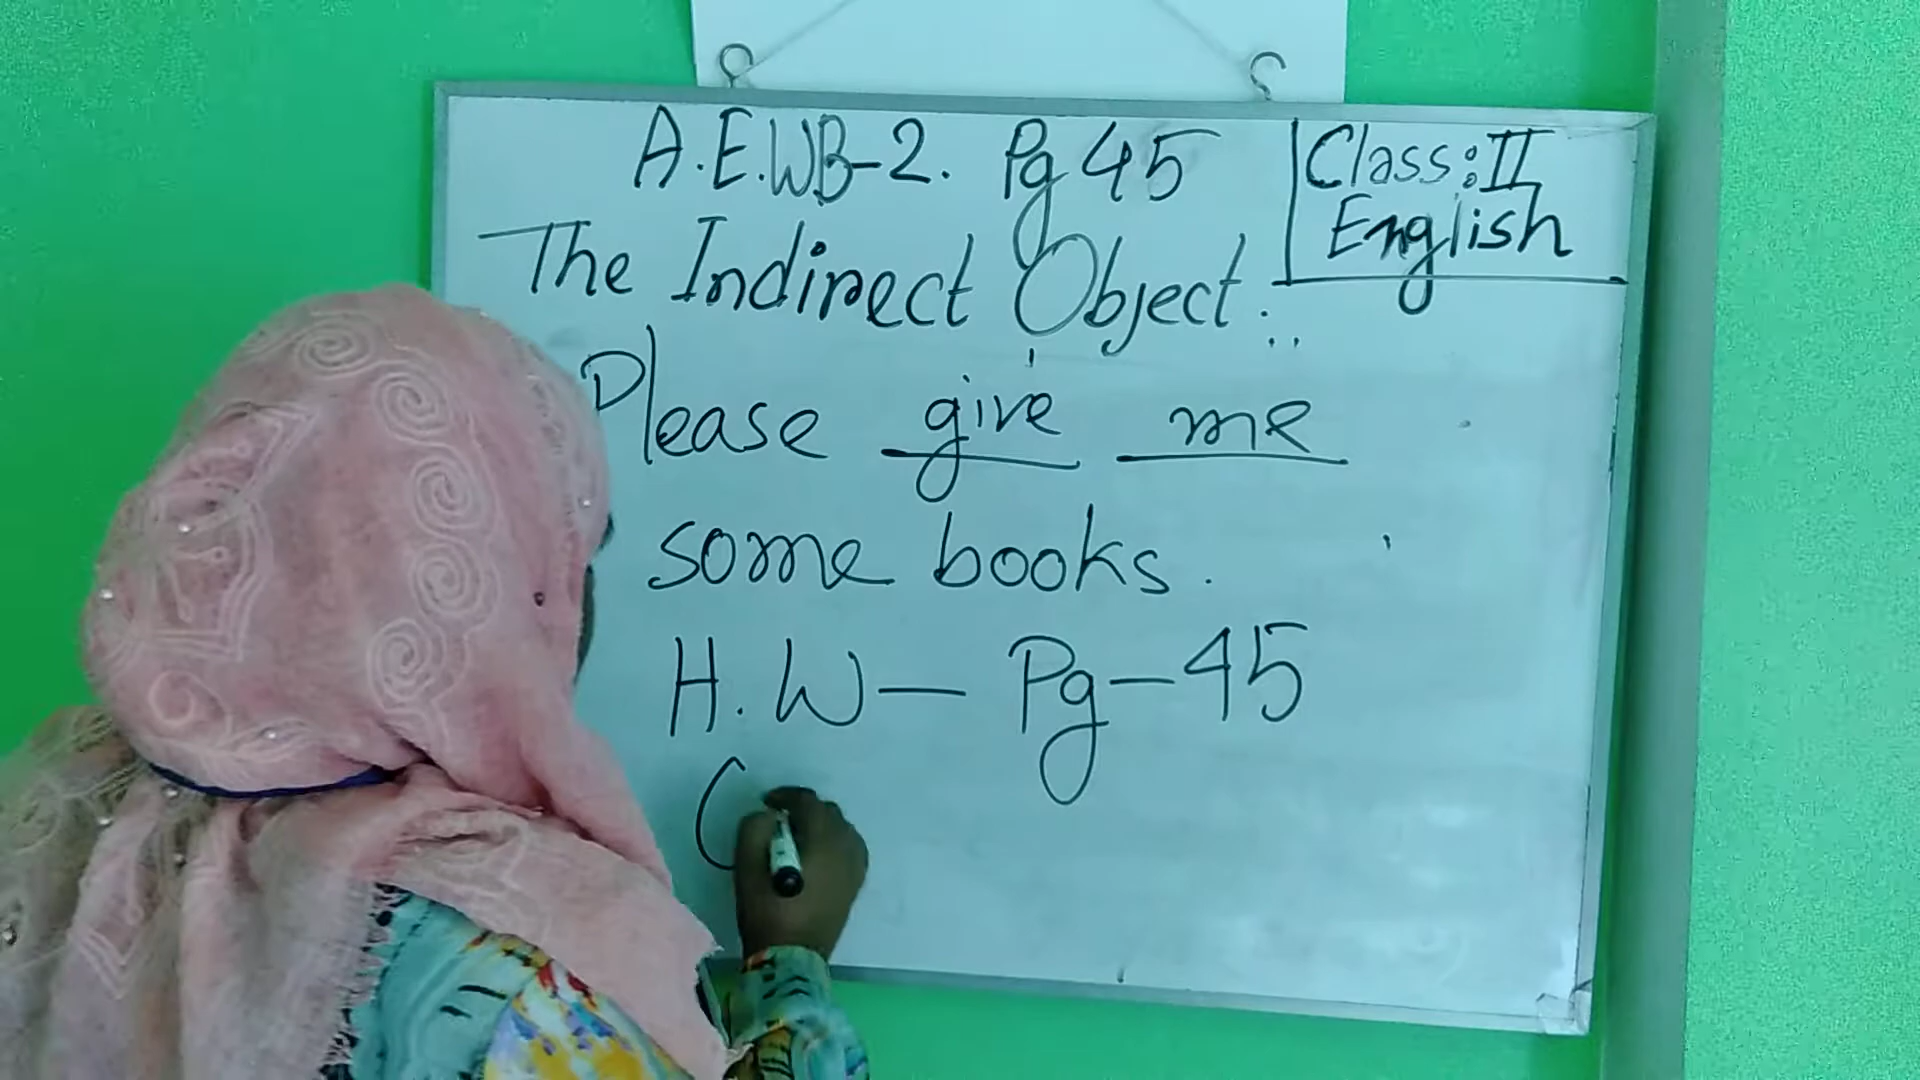 A.E.WB-2. Pg 45
Class: II
English
The Indirect Object:
Please give me
some books.
H.W — Pg-45
(